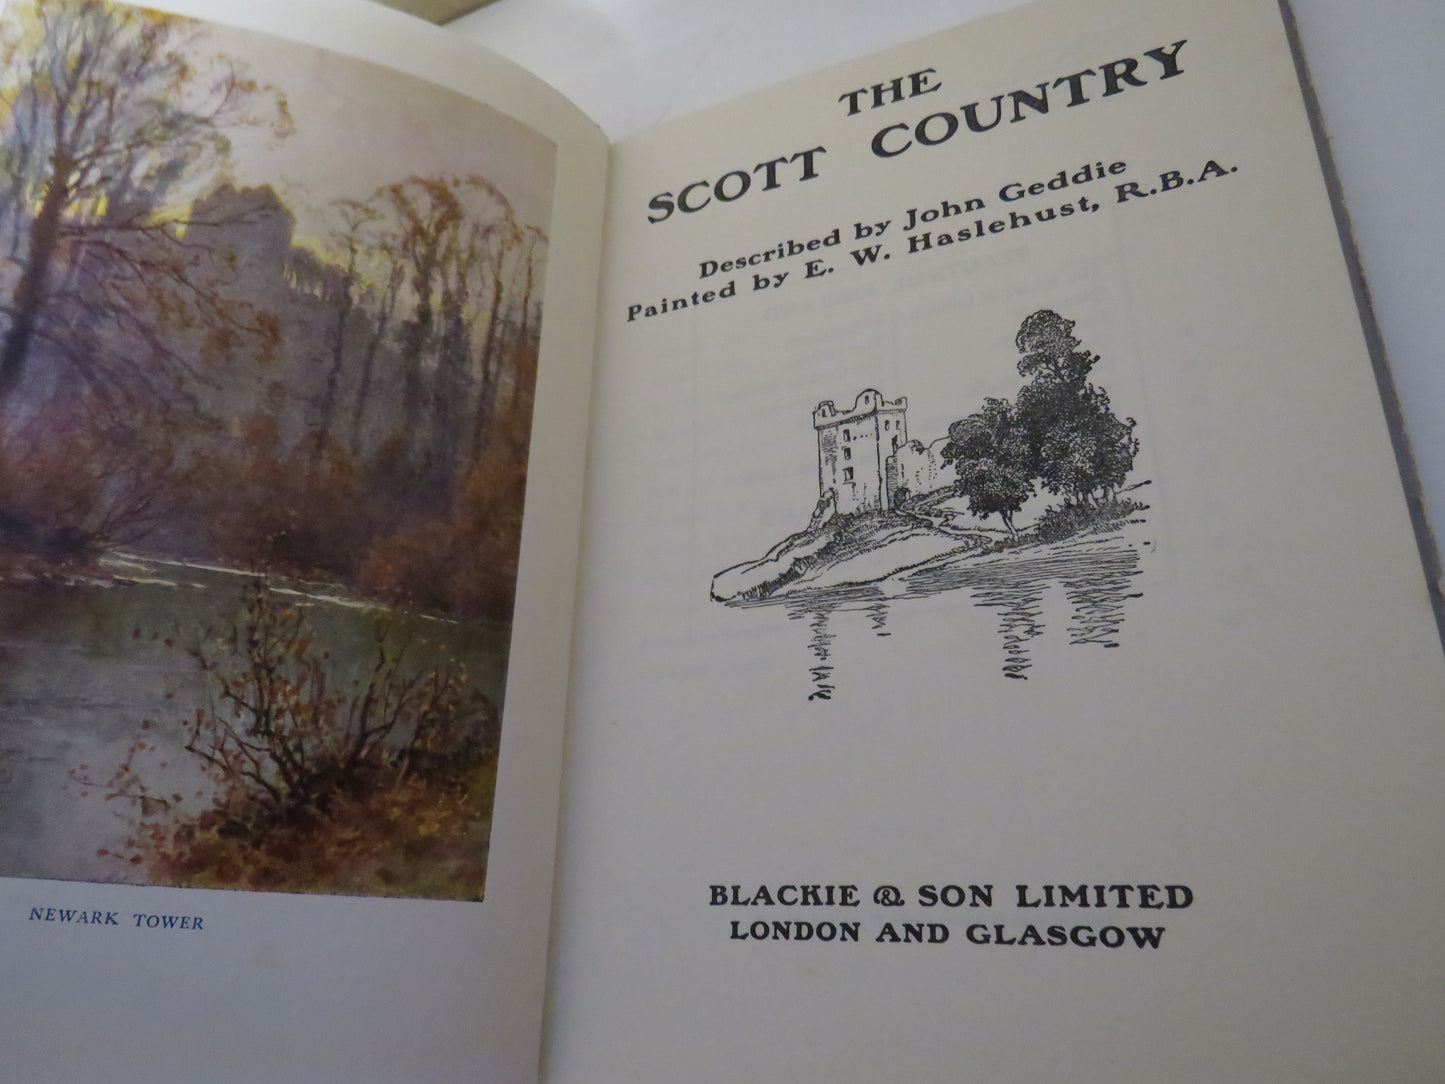 NEWARK TOWER
THE
SCOTT COUNTRY
Described by John Geddie
Painted by E. W. Haslehust, R.B.A.
BLACKIE & SON LIMITED
LONDON AND GLASGOW